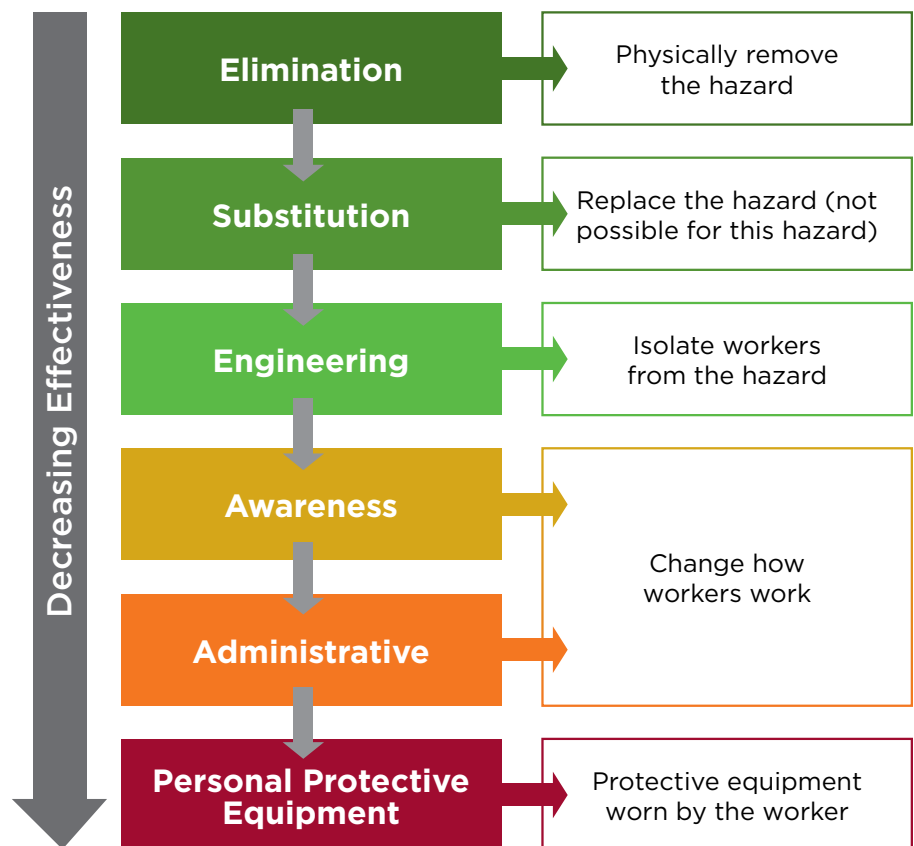 Decreasing Effectiveness
Elimination
Physically remove
the hazard
Substitution
Replace the hazard (not
possible for this hazard)
Engineering
Isolate workers
from the hazard
Awareness
Change how
workers work
Administrative
Personal Protective
Equipment
Protective equipment
worn by the worker